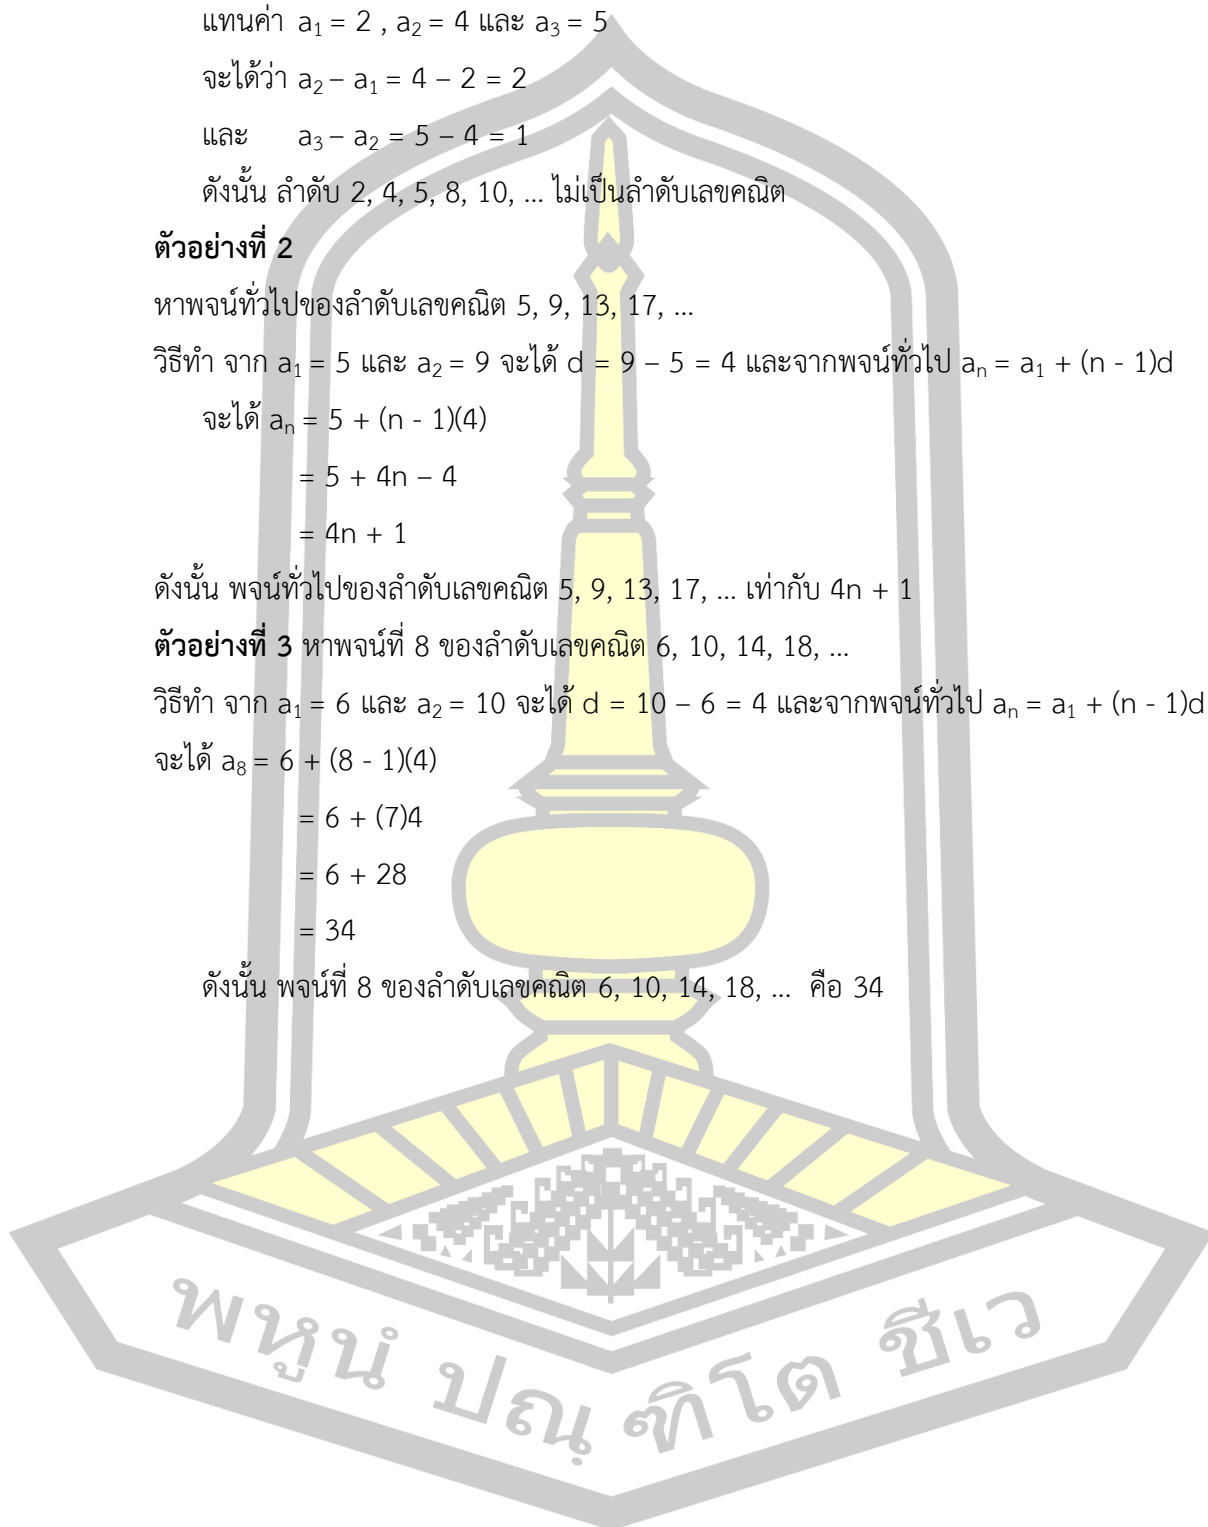 แทนค่า a₁ = 2 , a₂ = 4 และ a₃ = 5
จะได้ว่า a₂ – a₁ = 4 – 2 = 2
และ a₃ – a₂ = 5 – 4 = 1
ดังนั้น ลำดับ 2, 4, 5, 8, 10, ... ไม่เป็นลำดับเลขคณิต
ตัวอย่างที่ 2
หาพจน์ทั่วไปของลำดับเลขคณิต 5, 9, 13, 17, ...
วิธีทำ จาก a₁ = 5 และ a₂ = 9 จะได้ d = 9 – 5 = 4 และจากพจน์ทั่วไป aₙ = a₁ + (n - 1)d
จะได้ aₙ = 5 + (n - 1)(4)
= 5 + 4n – 4
= 4n + 1
ดังนั้น พจน์ทั่วไปของลำดับเลขคณิต 5, 9, 13, 17, ... เท่ากับ 4n + 1
ตัวอย่างที่ 3 หาพจน์ที่ 8 ของลำดับเลขคณิต 6, 10, 14, 18, ...
วิธีทำ จาก a₁ = 6 และ a₂ = 10 จะได้ d = 10 – 6 = 4 และจากพจน์ทั่วไป aₙ = a₁ + (n - 1)d
จะได้ a₈ = 6 + (8 - 1)(4)
= 6 + (7)4
= 6 + 28
= 34
ดังนั้น พจน์ที่ 8 ของลำดับเลขคณิต 6, 10, 14, 18, ... คือ 34
พหูนํ ปณฺฑิโต ชีเว